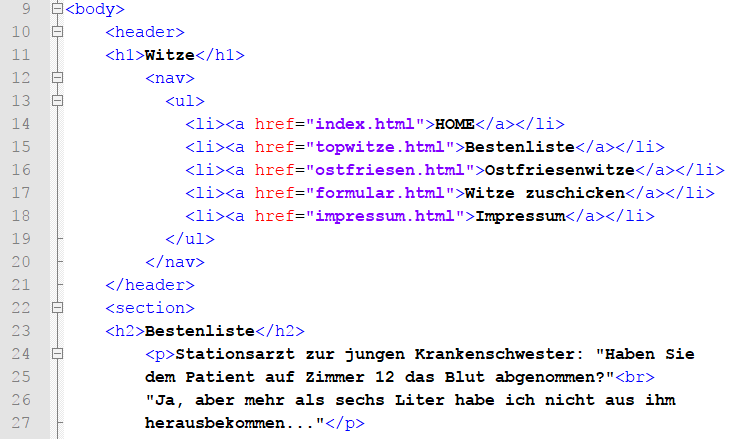 9 <body>
10 <header>
11 <h1>Witze</h1>
12 <nav>
13 <ul>
14 <li><a href="index.html">HOME</a></li>
15 <li><a href="topwitze.html">Bestenliste</a></li>
16 <li><a href="ostfriesen.html">Ostfriesenwitze</a></li>
17 <li><a href="formular.html">Witze zuschicken</a></li>
18 <li><a href="impressum.html">Impressum</a></li>
19 </ul>
20 </nav>
21 </header>
22 <section>
23 <h2>Bestenliste</h2>
24 <p>Stationsarzt zur jungen Krankenschwester: "Haben Sie
25 dem Patient auf Zimmer 12 das Blut abgenommen?"<br>
26 "Ja, aber mehr als sechs Liter habe ich nicht aus ihm
27 herausbekommen..."</p>